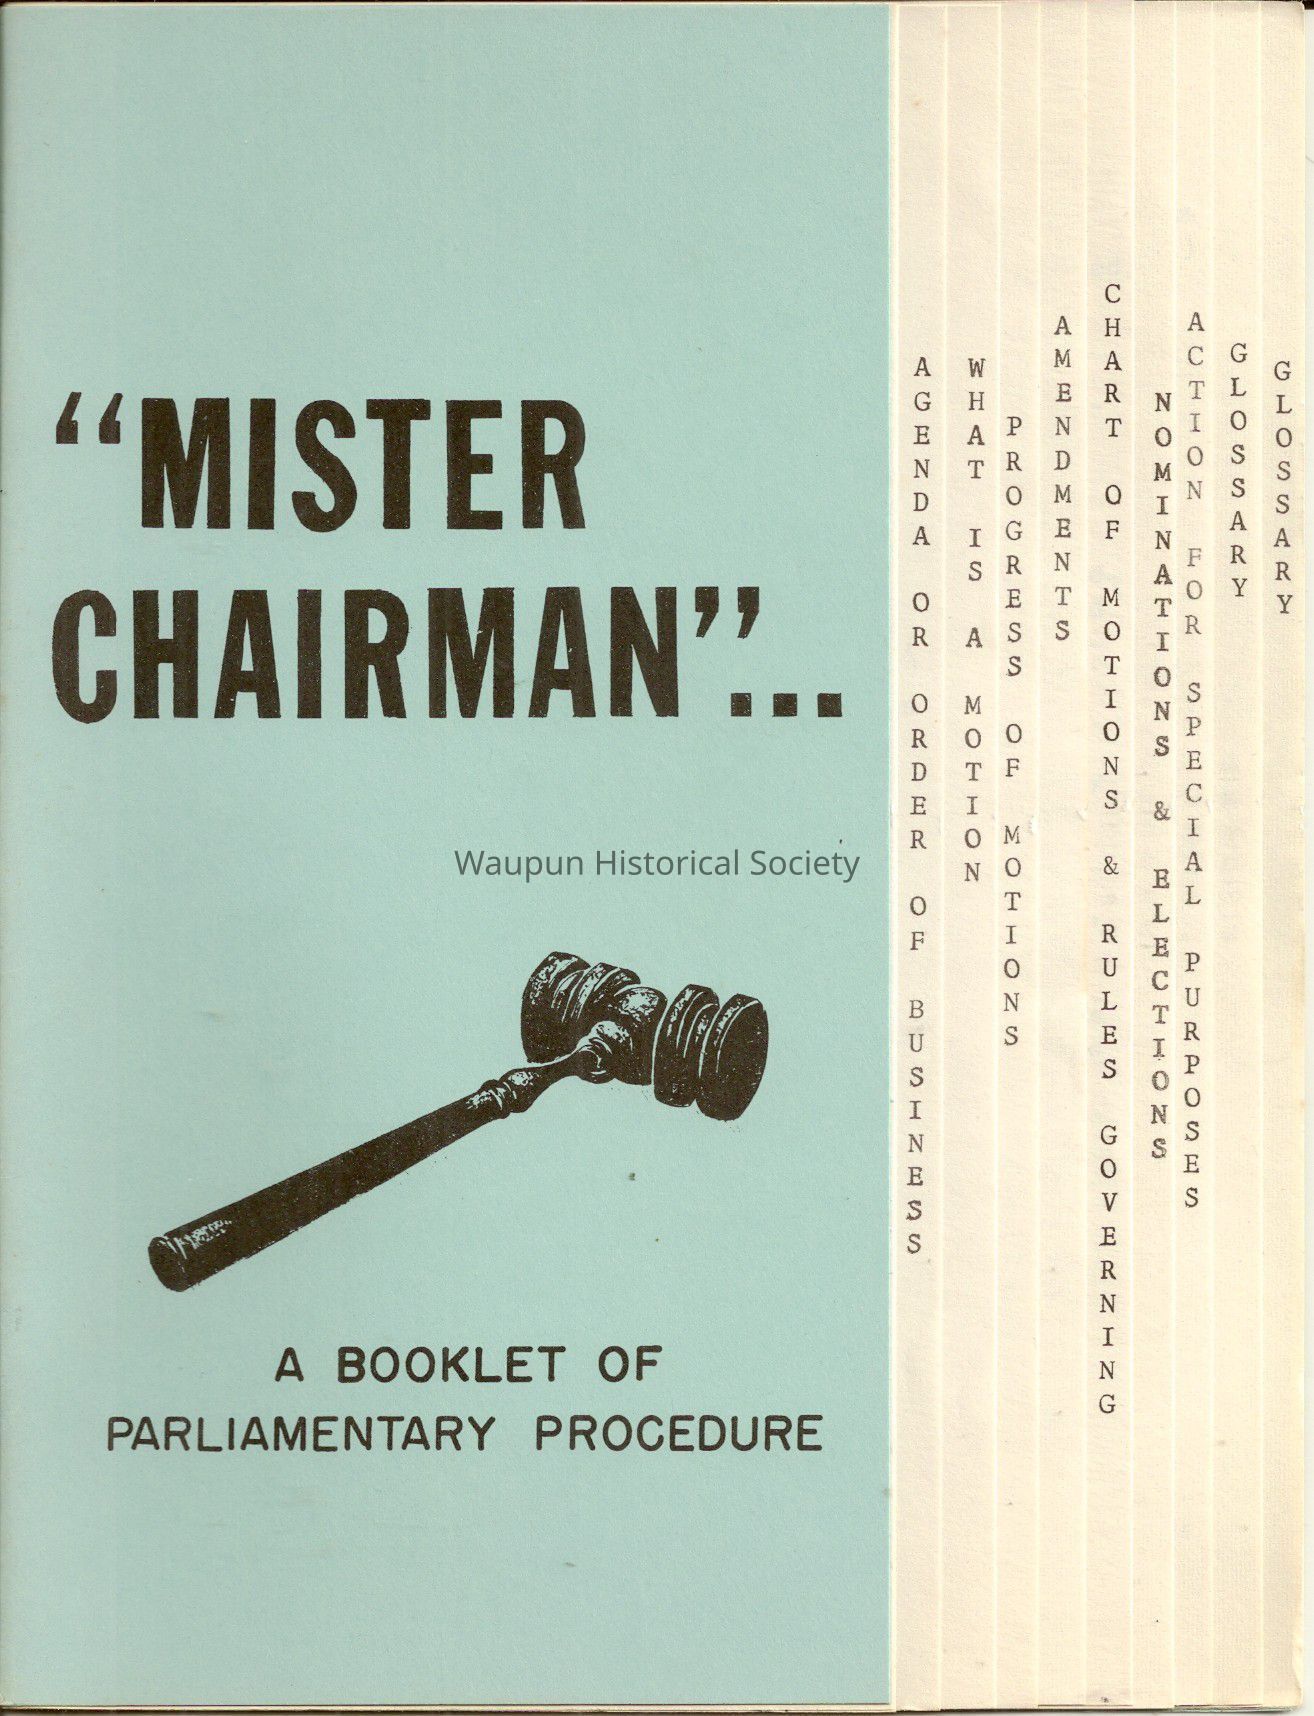 “MISTER
CHAIRMAN”...
Waupun Historical Society
A BOOKLET OF
PARLIAMENTARY PROCEDURE
AGENDA OR ORDER OF BUSINESS
WHAT IS A MOTION
PROGRESS OF MOTIONS
AMENDMENTS
CHART OF MOTIONS & RULES GOVERNING
NOMINATIONS & ELECTIONS
ACTION FOR SPECIAL PURPOSES
GLOSSARY
GLOSSARY